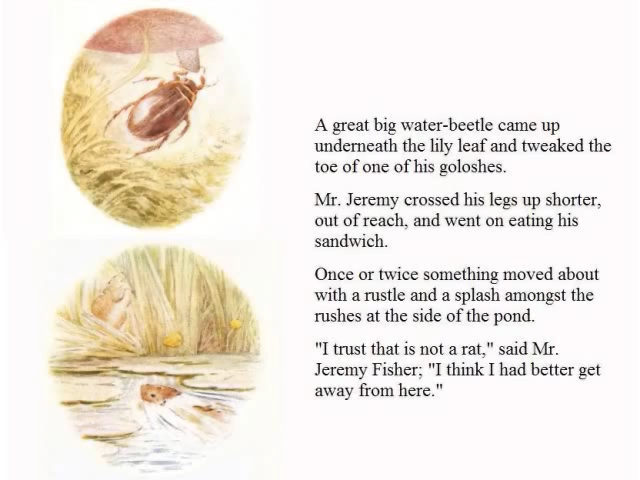 A great big water-beetle came up
underneath the lily leaf and tweaked the
toe of one of his goloshes.
Mr. Jeremy crossed his legs up shorter,
out of reach, and went on eating his
sandwich.
Once or twice something moved about
with a rustle and a splash amongst the
rushes at the side of the pond.
"I trust that is not a rat," said Mr.
Jeremy Fisher; "I think I had better get
away from here."